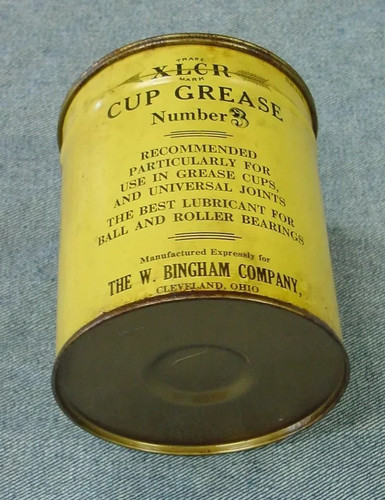 TRADE
XLCR
MARK
CUP GREASE
Number 3
RECOMMENDED
PARTICULARLY FOR
USE IN GREASE CUPS,
AND UNIVERSAL JOINTS
THE BEST LUBRICANT FOR
BALL AND ROLLER BEARINGS
Manufactured Expressly for
THE W. BINGHAM COMPANY,
CLEVELAND, OHIO